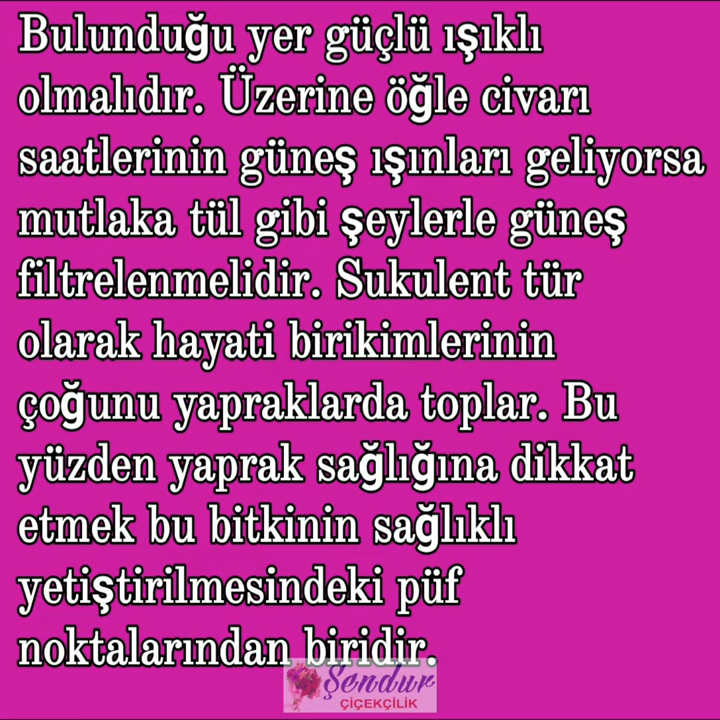 Bulunduğu yer güçlü ışıklı
olmalıdır. Üzerine öğle civarı
saatlerinin güneş ışınları geliyorsa
mutlaka tül gibi şeylerle güneş
filtrelenmelidir. Sukulent tür
olarak hayati birikimlerinin
çoğunu yapraklarda toplar. Bu
yüzden yaprak sağlığına dikkat
etmek bu bitkinin sağlıklı
yetiştirilmesindeki püf
noktalarından biridir.
Şendur
ÇİÇEKÇİLİK